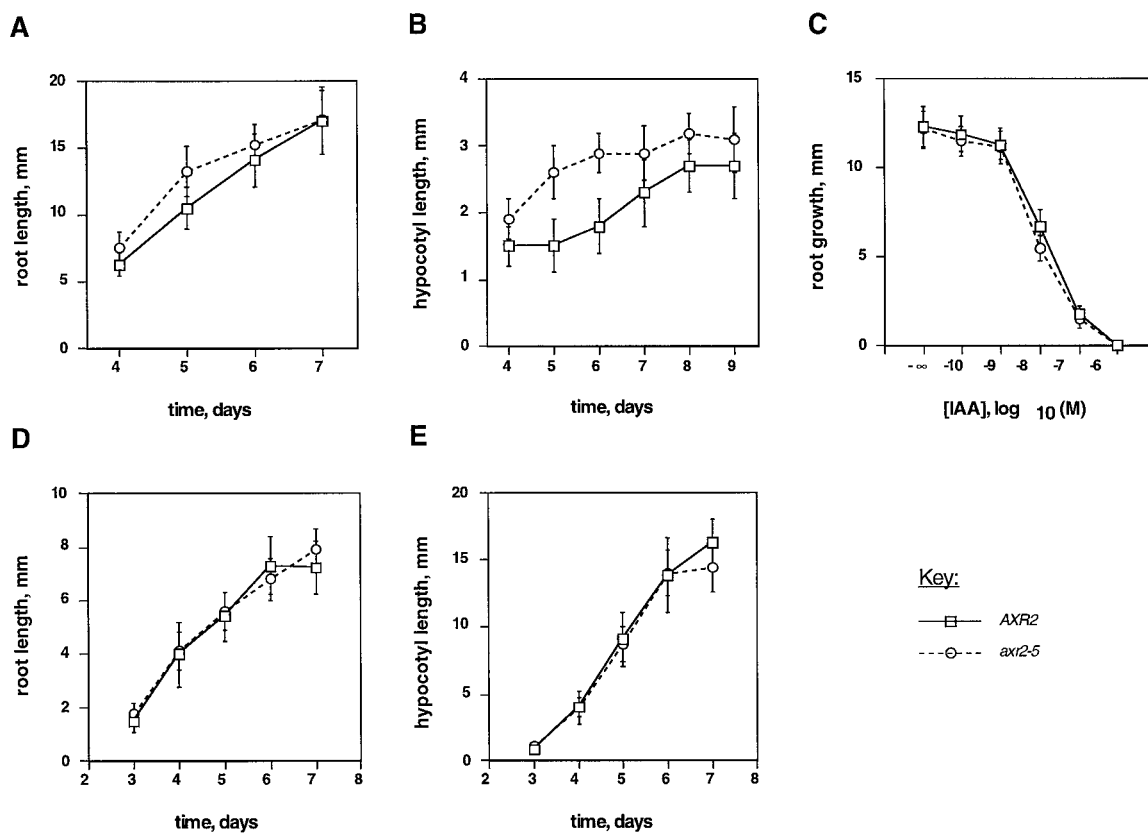 A
B
C
20
15
10
5
0
root length, mm
4 5 6 7
time, days
4
3
2
1
0
hypocotyl length, mm
4 5 6 7 8 9
time, days
15
10
5
0
root growth, mm
-∞ -10 -9 -8 -7 -6
[IAA], log 10 (M)
D
E
10
8
6
4
2
0
root length, mm
2 3 4 5 6 7 8
time, days
20
15
10
5
0
hypocotyl length, mm
2 3 4 5 6 7 8
time, days
Key:
AXR2
axr2-5